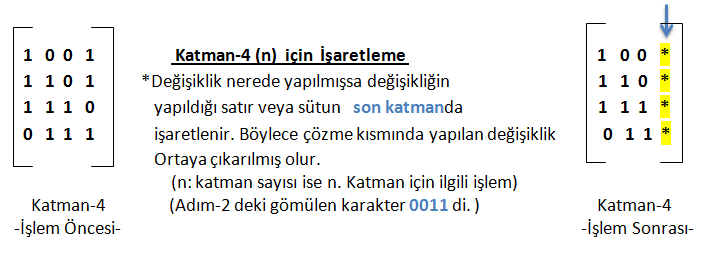 1 0 0 1
1 1 0 1
1 1 1 0
0 1 1 1
Katman-4
-İşlem Öncesi-
Katman-4 (n) için İşaretleme
*Değişiklik nerede yapılmışsa değişikliğin
yapıldığı satır veya sütun son katmanda
işaretlenir. Böylece çözme kısmında yapılan değişiklik
Ortaya çıkarılmış olur.
(n: katman sayısı ise n. Katman için ilgili işlem)
(Adım-2 deki gömülen karakter 0011 di. )
1 0 0 *
1 1 0 *
1 1 1 *
0 1 1 *
Katman-4
-İşlem Sonrası-